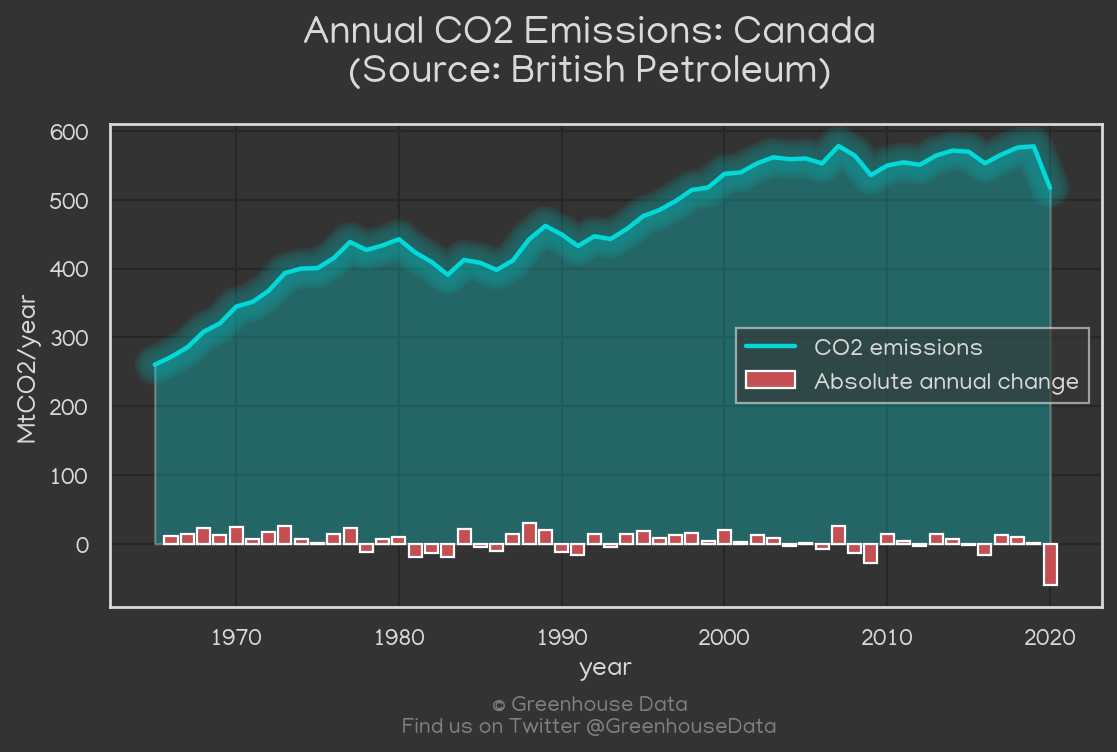 Annual CO2 Emissions: Canada
(Source: British Petroleum)
600
500
400
300
200
100
0
MtCO2/year
CO2 emissions
Absolute annual change
1970
1980
1990
2000
2010
2020
year
© Greenhouse Data
Find us on Twitter @GreenhouseData